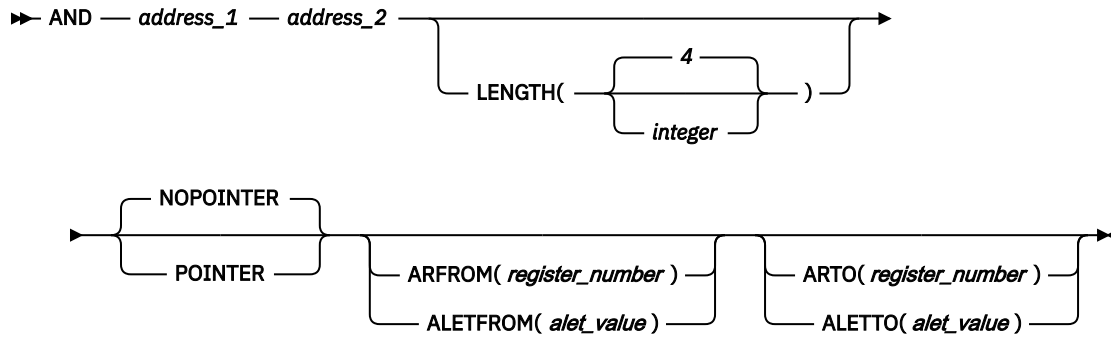 AND address_1 address_2
4
LENGTH( )
integer
NOPOINTER
POINTER
ARFROM( register_number ) ARTO( register_number )
ALETFROM( alet_value ) ALETTO( alet_value )